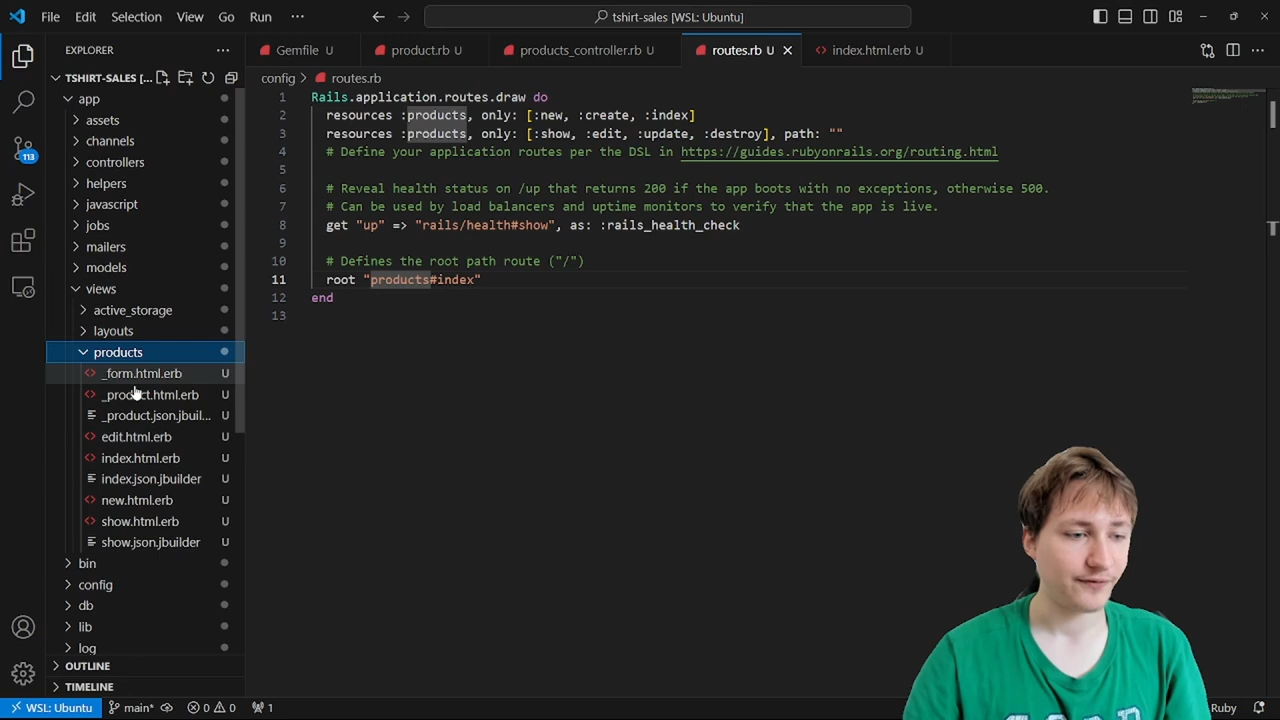 File Edit Selection View Go Run ···
tshirt-sales [WSL: Ubuntu]
EXPLORER
TSHIRT-SALES [...
app
assets
channels
controllers
helpers
javascript
jobs
mailers
models
views
active_storage
layouts
products
_form.html.erb U
_product.html.erb U
_product.json.jbuil... U
edit.html.erb U
index.html.erb U
index.json.jbuilder U
new.html.erb U
show.html.erb U
show.json.jbuilder U
bin
config
db
lib
log
OUTLINE
TIMELINE
113
Gemfile U product.rb U products_controller.rb U routes.rb U index.html.erb U
config > routes.rb
1 Rails.application.routes.draw do
2 resources :products, only: [:new, :create, :index]
3 resources :products, only: [:show, :edit, :update, :destroy], path: ""
4 # Define your application routes per the DSL in https://guides.rubyonrails.org/routing.html
5
6 # Reveal health status on /up that returns 200 if the app boots with no exceptions, otherwise 500.
7 # Can be used by load balancers and uptime monitors to verify that the app is live.
8 get "up" => "rails/health#show", as: :rails_health_check
9
10 # Defines the root path route ("/")
11 root "products#index"
12 end
13
WSL: Ubuntu main* 0 0 1 Ruby